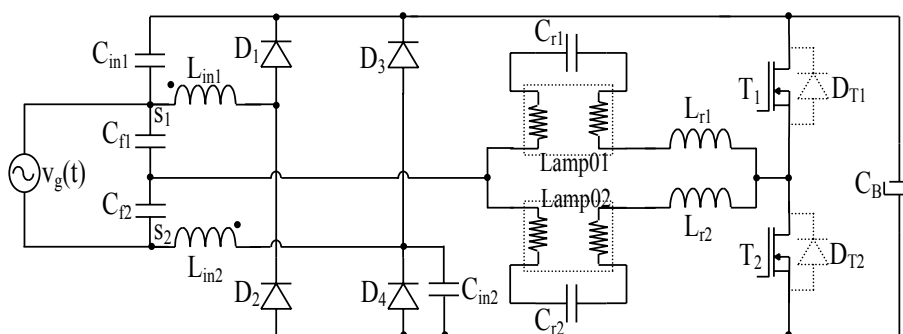 C_in1
L_in1
D_1
D_3
C_r1
T_1
D_T1
s_1
C_f1
v_g(t)
C_f2
s_2
L_in2
Lamp01
Lamp02
L_r1
L_r2
C_B
D_2
D_4
C_in2
C_r2
T_2
D_T2